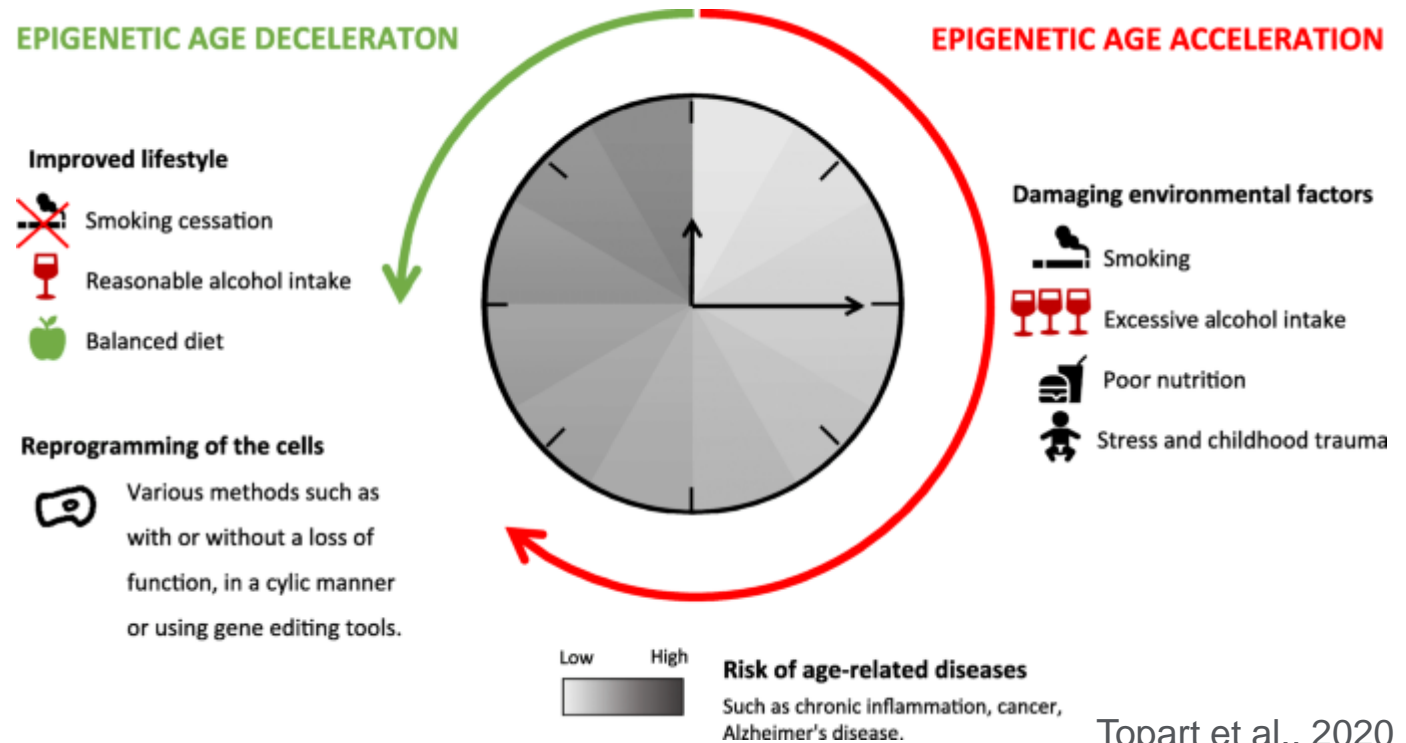 EPIGENETIC AGE DECELERATON
EPIGENETIC AGE ACCELERATION
Improved lifestyle
Smoking cessation
Reasonable alcohol intake
Balanced diet
Reprogramming of the cells
Various methods such as
with or without a loss of
function, in a cylic manner
or using gene editing tools.
Damaging environmental factors
Smoking
Excessive alcohol intake
Poor nutrition
Stress and childhood trauma
Low High
Risk of age-related diseases
Such as chronic inflammation, cancer,
Alzheimer's disease.
Topart et al., 2020